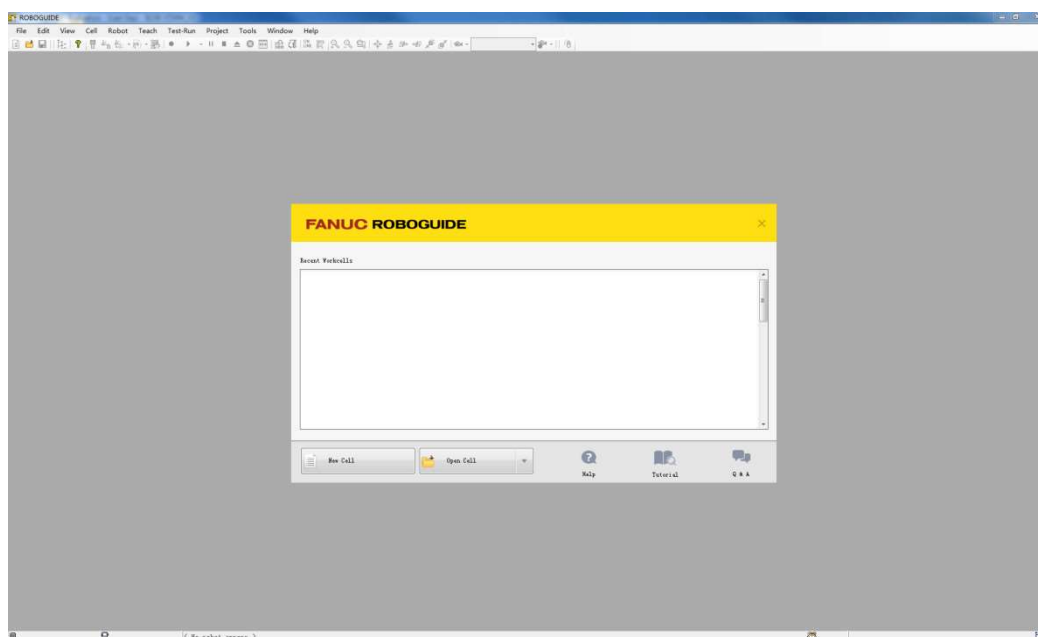 ROBOGUIDE
File Edit View Cell Robot Teach Test-Run Project Tools Window Help
FANUC ROBOGUIDE
Recent Workcells
New Cell
Open Cell
Help
Tutorial
Q & A